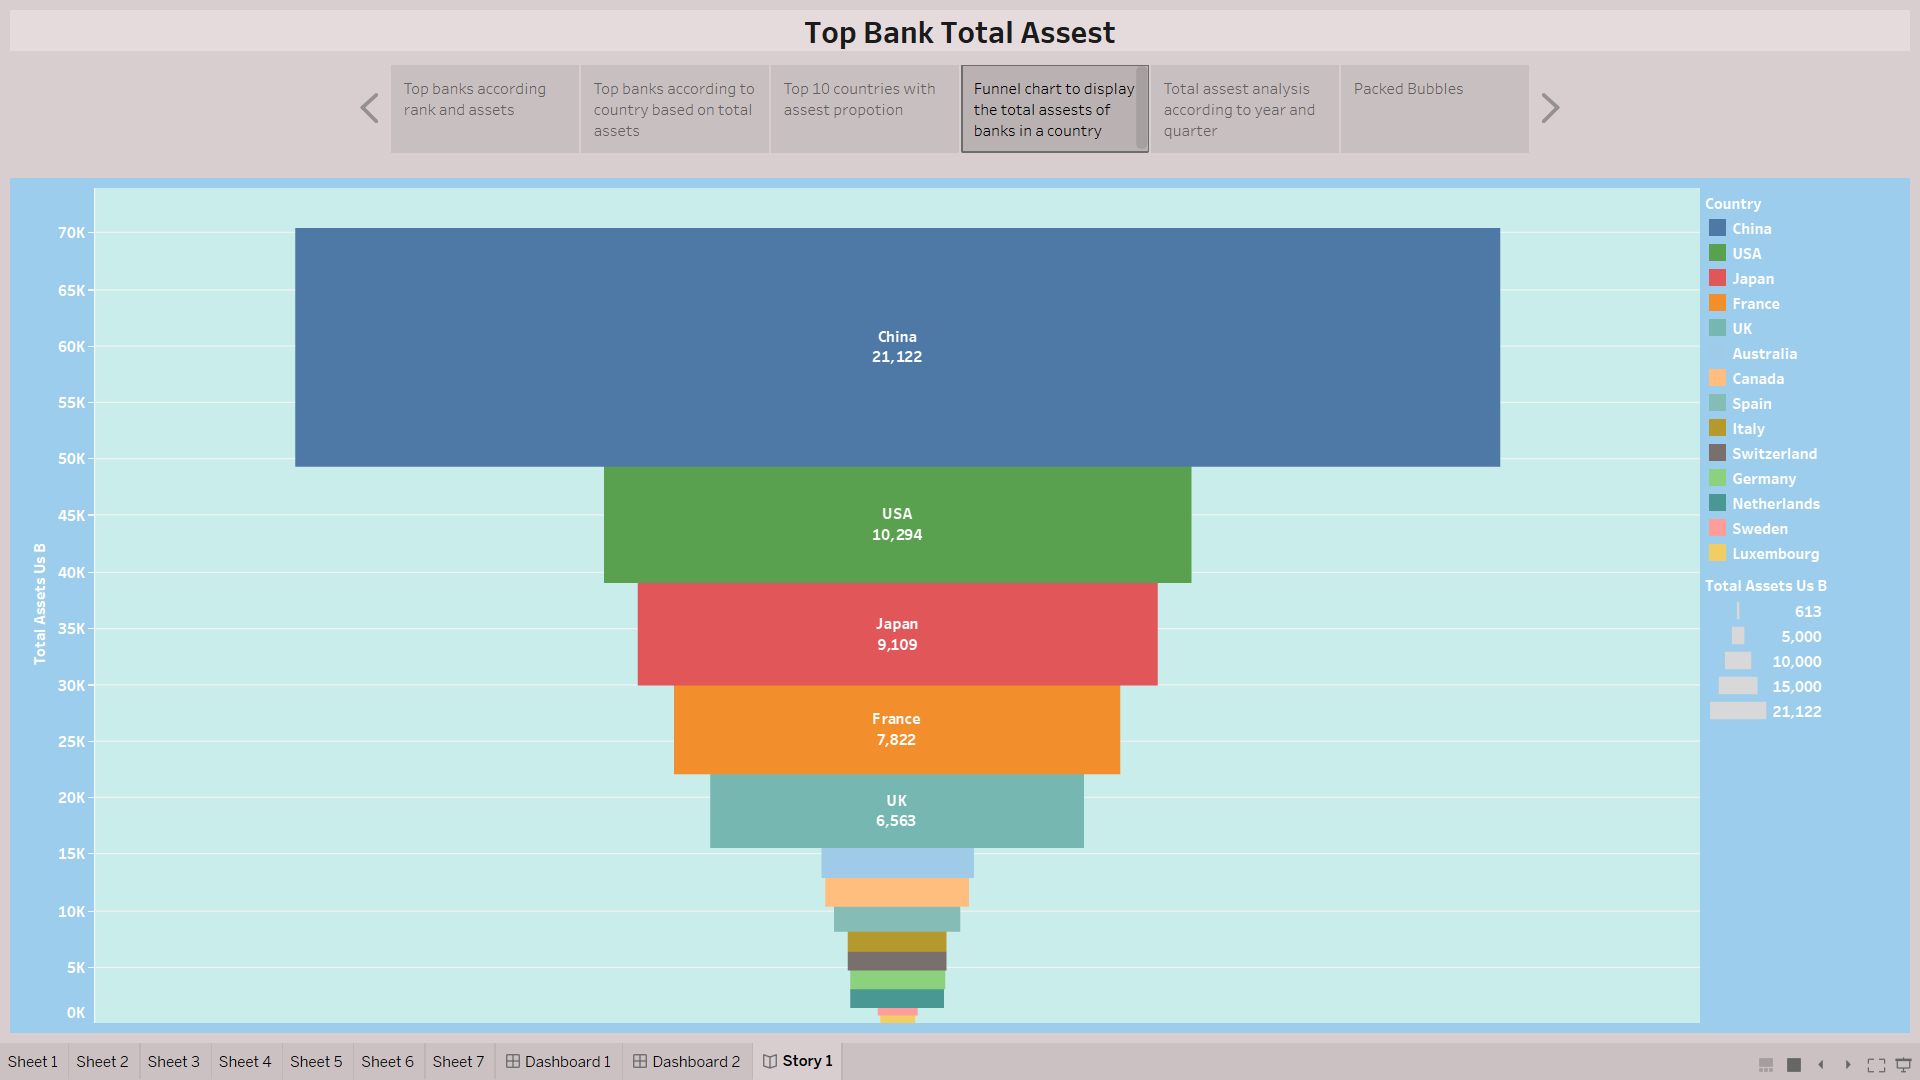 Top Bank Total Assest
Top banks according
rank and assets
Top banks according to
country based on total
assets
Top 10 countries with
assest propotion
Funnel chart to display
the total assests of
banks in a country
Total assest analysis
according to year and
quarter
Packed Bubbles
Total Assets Us B
70K
65K
60K
55K
50K
45K
40K
35K
30K
25K
20K
15K
10K
5K
0K
China
21,122
USA
10,294
Japan
9,109
France
7,822
UK
6,563
Country
China
USA
Japan
France
UK
Australia
Canada
Spain
Italy
Switzerland
Germany
Netherlands
Sweden
Luxembourg
Total Assets Us B
613
5,000
10,000
15,000
21,122
Sheet 1
Sheet 2
Sheet 3
Sheet 4
Sheet 5
Sheet 6
Sheet 7
Dashboard 1
Dashboard 2
Story 1